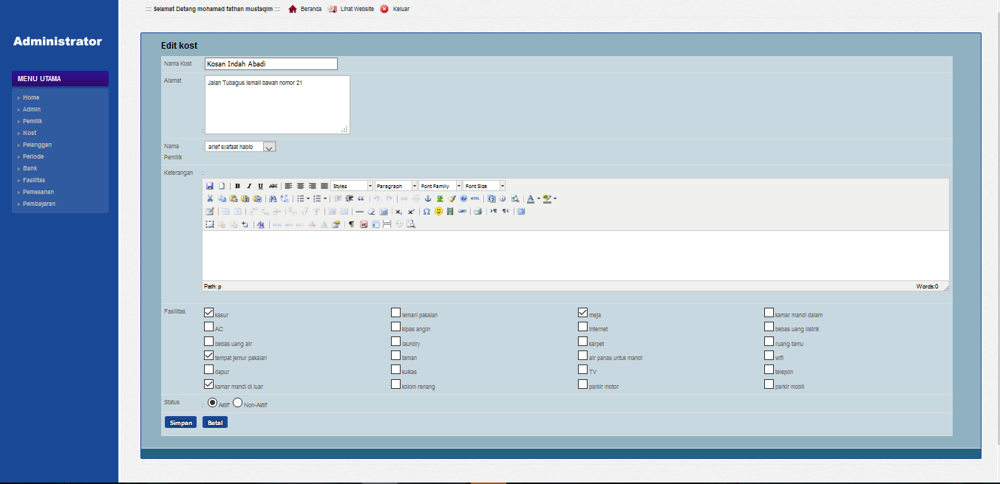 :::: Selamat Datang mohamad fathan mustaqim :::: Beranda Lihat Website Keluar
Administrator
MENU UTAMA
Home
Admin
Pemilik
Kost
Pelanggan
Periode
Bank
Fasilitas
Pemesanan
Pembayaran
Edit kost
Nama Kost : Kosan Indah Abadi
Alamat : Jalan Tubagus Ismail bawah nomor 21
Nama Pemilik : arief syafaat habib
Keterangan :
B I U ABC Styles Paragraph Font Family Font Size
HTML
Path: p Words:0
Fasilitas kasur lemari pakaian meja kamar mandi dalam
AC kipas angin internet bebas uang listrik
bebas uang air laundry karpet ruang tamu
tempat jemur pakaian taman air panas untuk mandi wifi
dapur kulkas TV telepon
kamar mandi di luar kolom renang parkir motor parkir mobil
Status : Aktif Non-Aktif
Simpan Batal